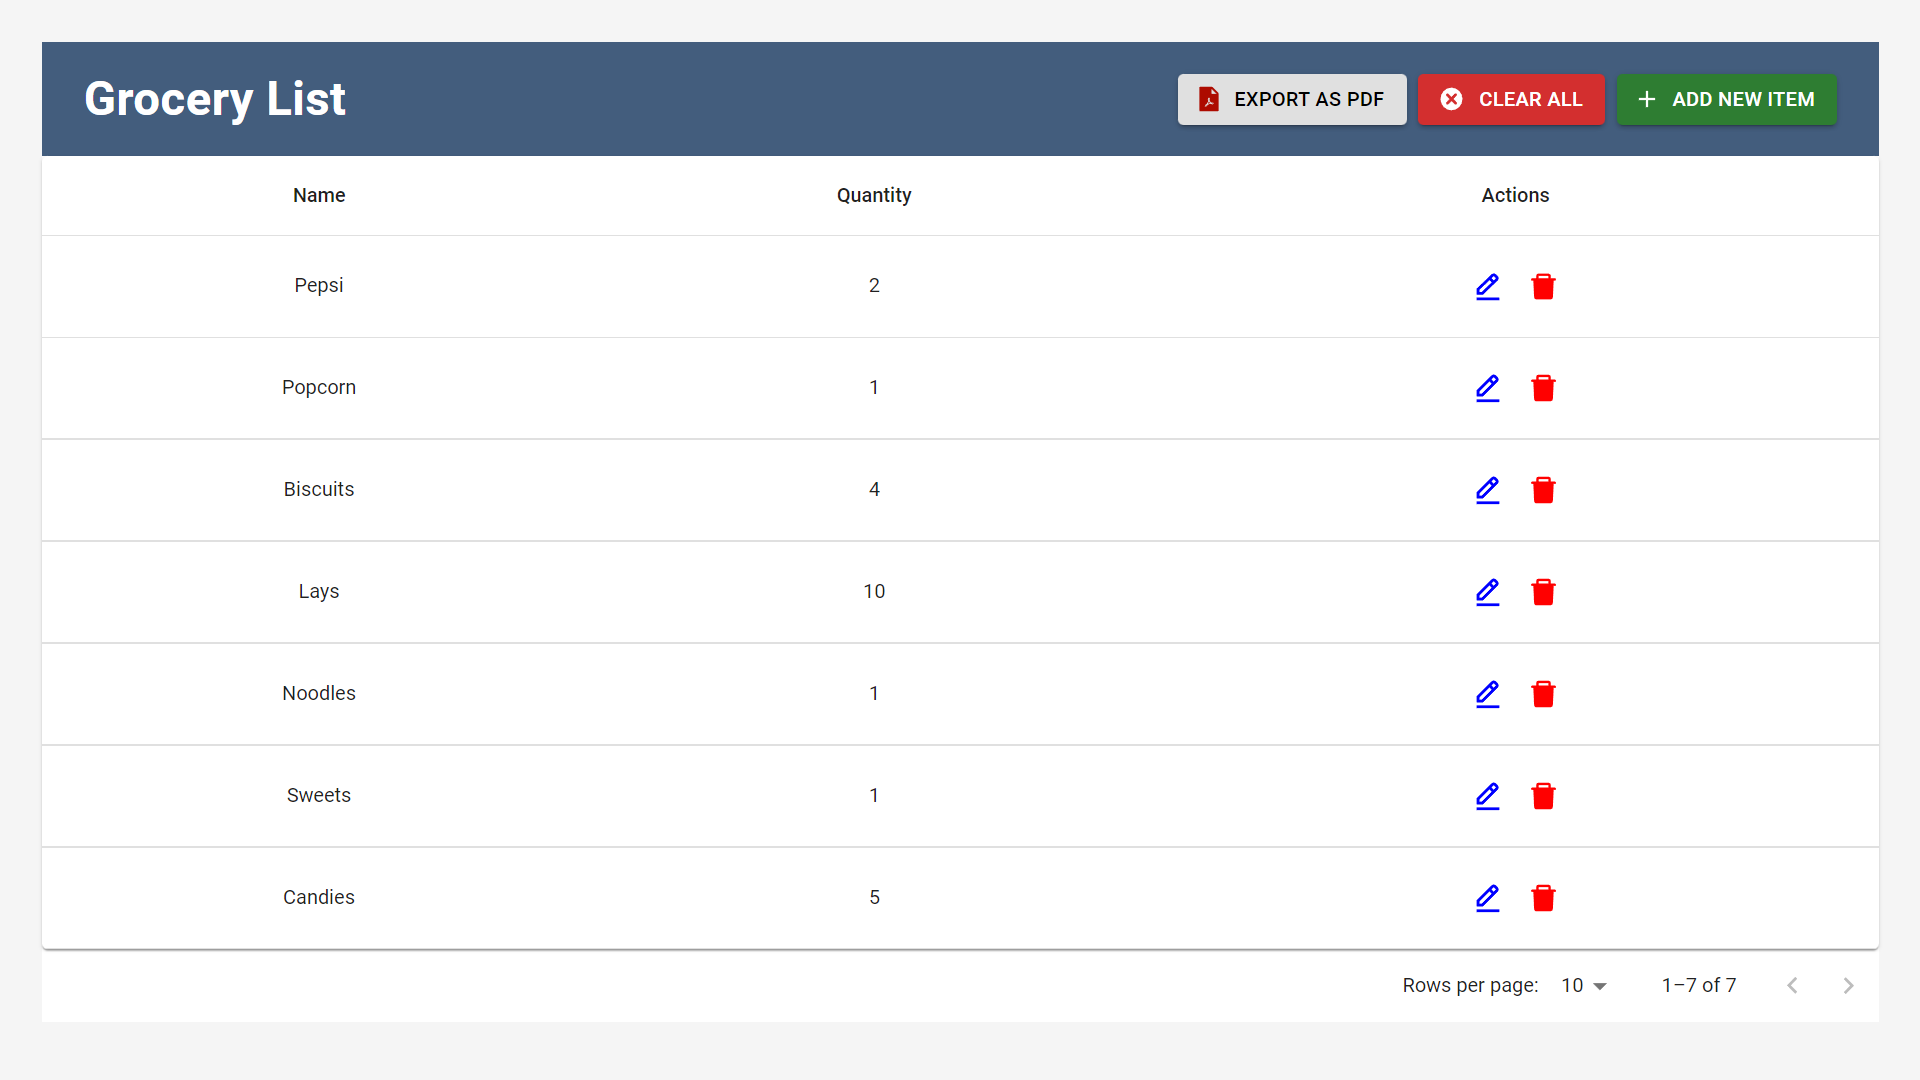 Grocery List
EXPORT AS PDF
CLEAR ALL
ADD NEW ITEM
Name Quantity Actions
Pepsi 2
Popcorn 1
Biscuits 4
Lays 10
Noodles 1
Sweets 1
Candies 5
Rows per page: 10 1–7 of 7